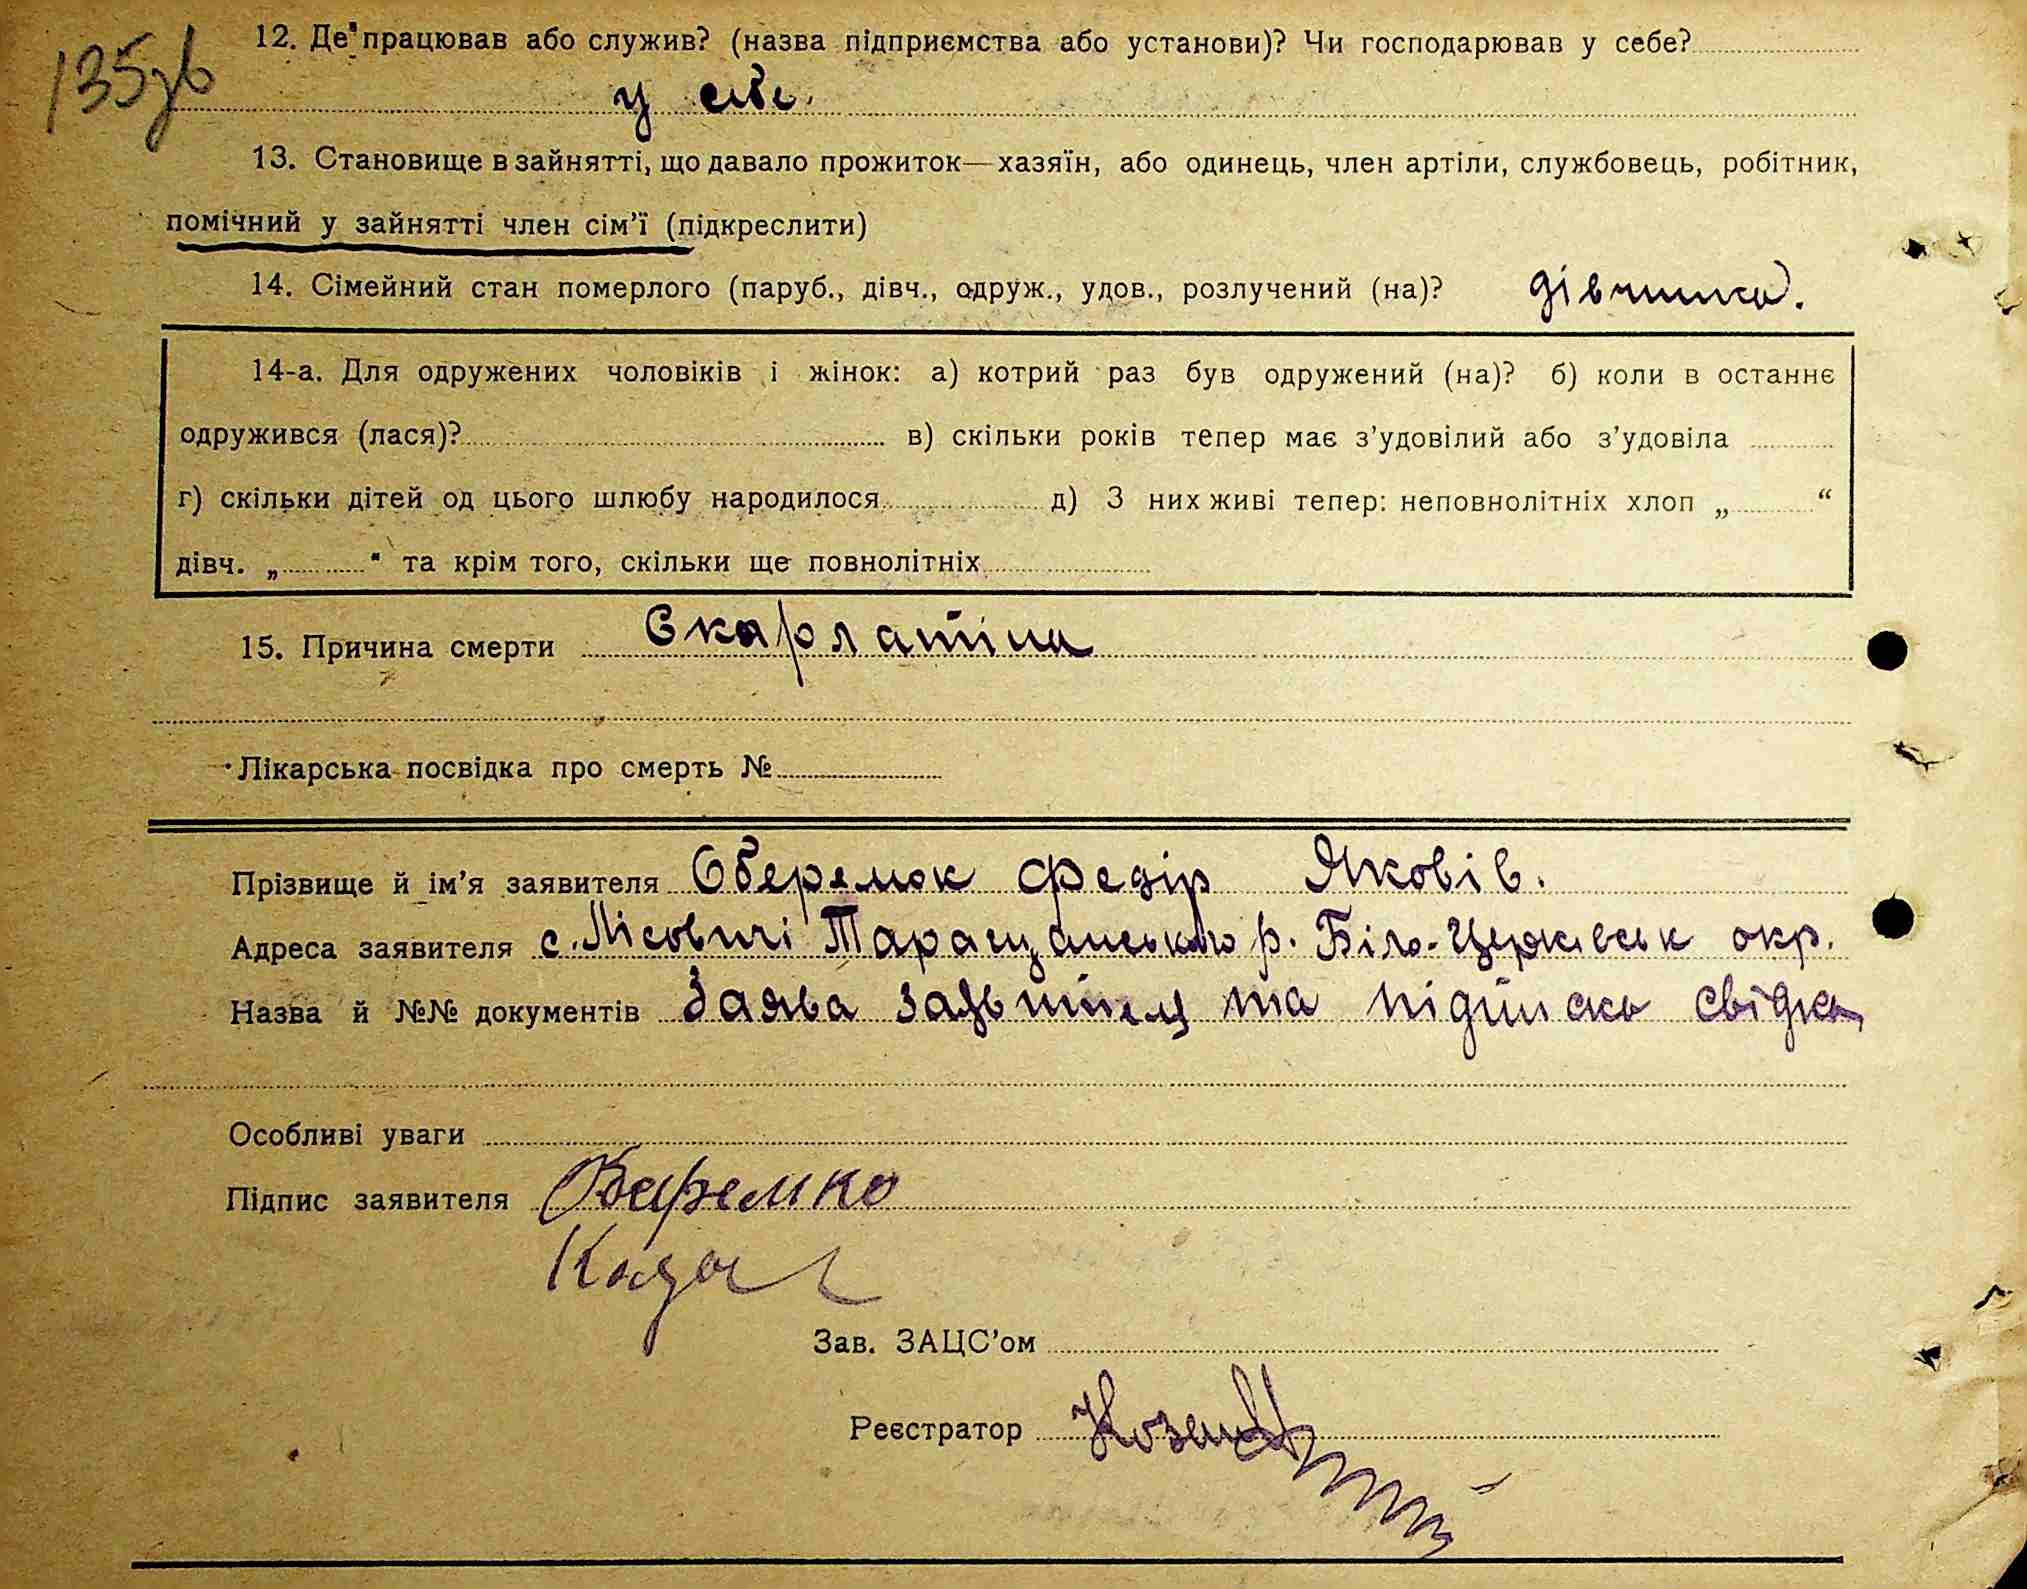 135зв
12. Де працював або служив? (назва підприємства або установи)? Чи господарював у себе?
у себе.
13. Становище в зайнятті, що давало прожиток—хазяїн, або одинець, член артіли, службовець, робітник,
помічний у зайнятті член сім'ї (підкреслити)
14. Сімейний стан померлого (паруб., дівч., одруж., удов., розлучений (на)? дівчинка.
14-а. Для одружених чоловіків і жінок: а) котрий раз був одружений (на)? б) коли в останнє
одружився (лася)? в) скільки років тепер має з'удовілий або з'удовіла
г) скільки дітей од цього шлюбу народилося д) З них живі тепер: неповнолітніх хлоп „ “
дівч. „ “ та крім того, скільки ще повнолітніх
15. Причина смерти Скарлатіна
Лікарська посвідка про смерть №
Прізвище й ім'я заявителя Оберемок Федір Яковів.
Адреса заявителя с. Лісовичі Таращанського р. Біло-Церківськ окр.
Назва й №№ документів Заява заявітеля та підписка свідка
Особливі уваги
Підпис заявителя Оберемко
Зав. ЗАЦС'ом
Реєстратор